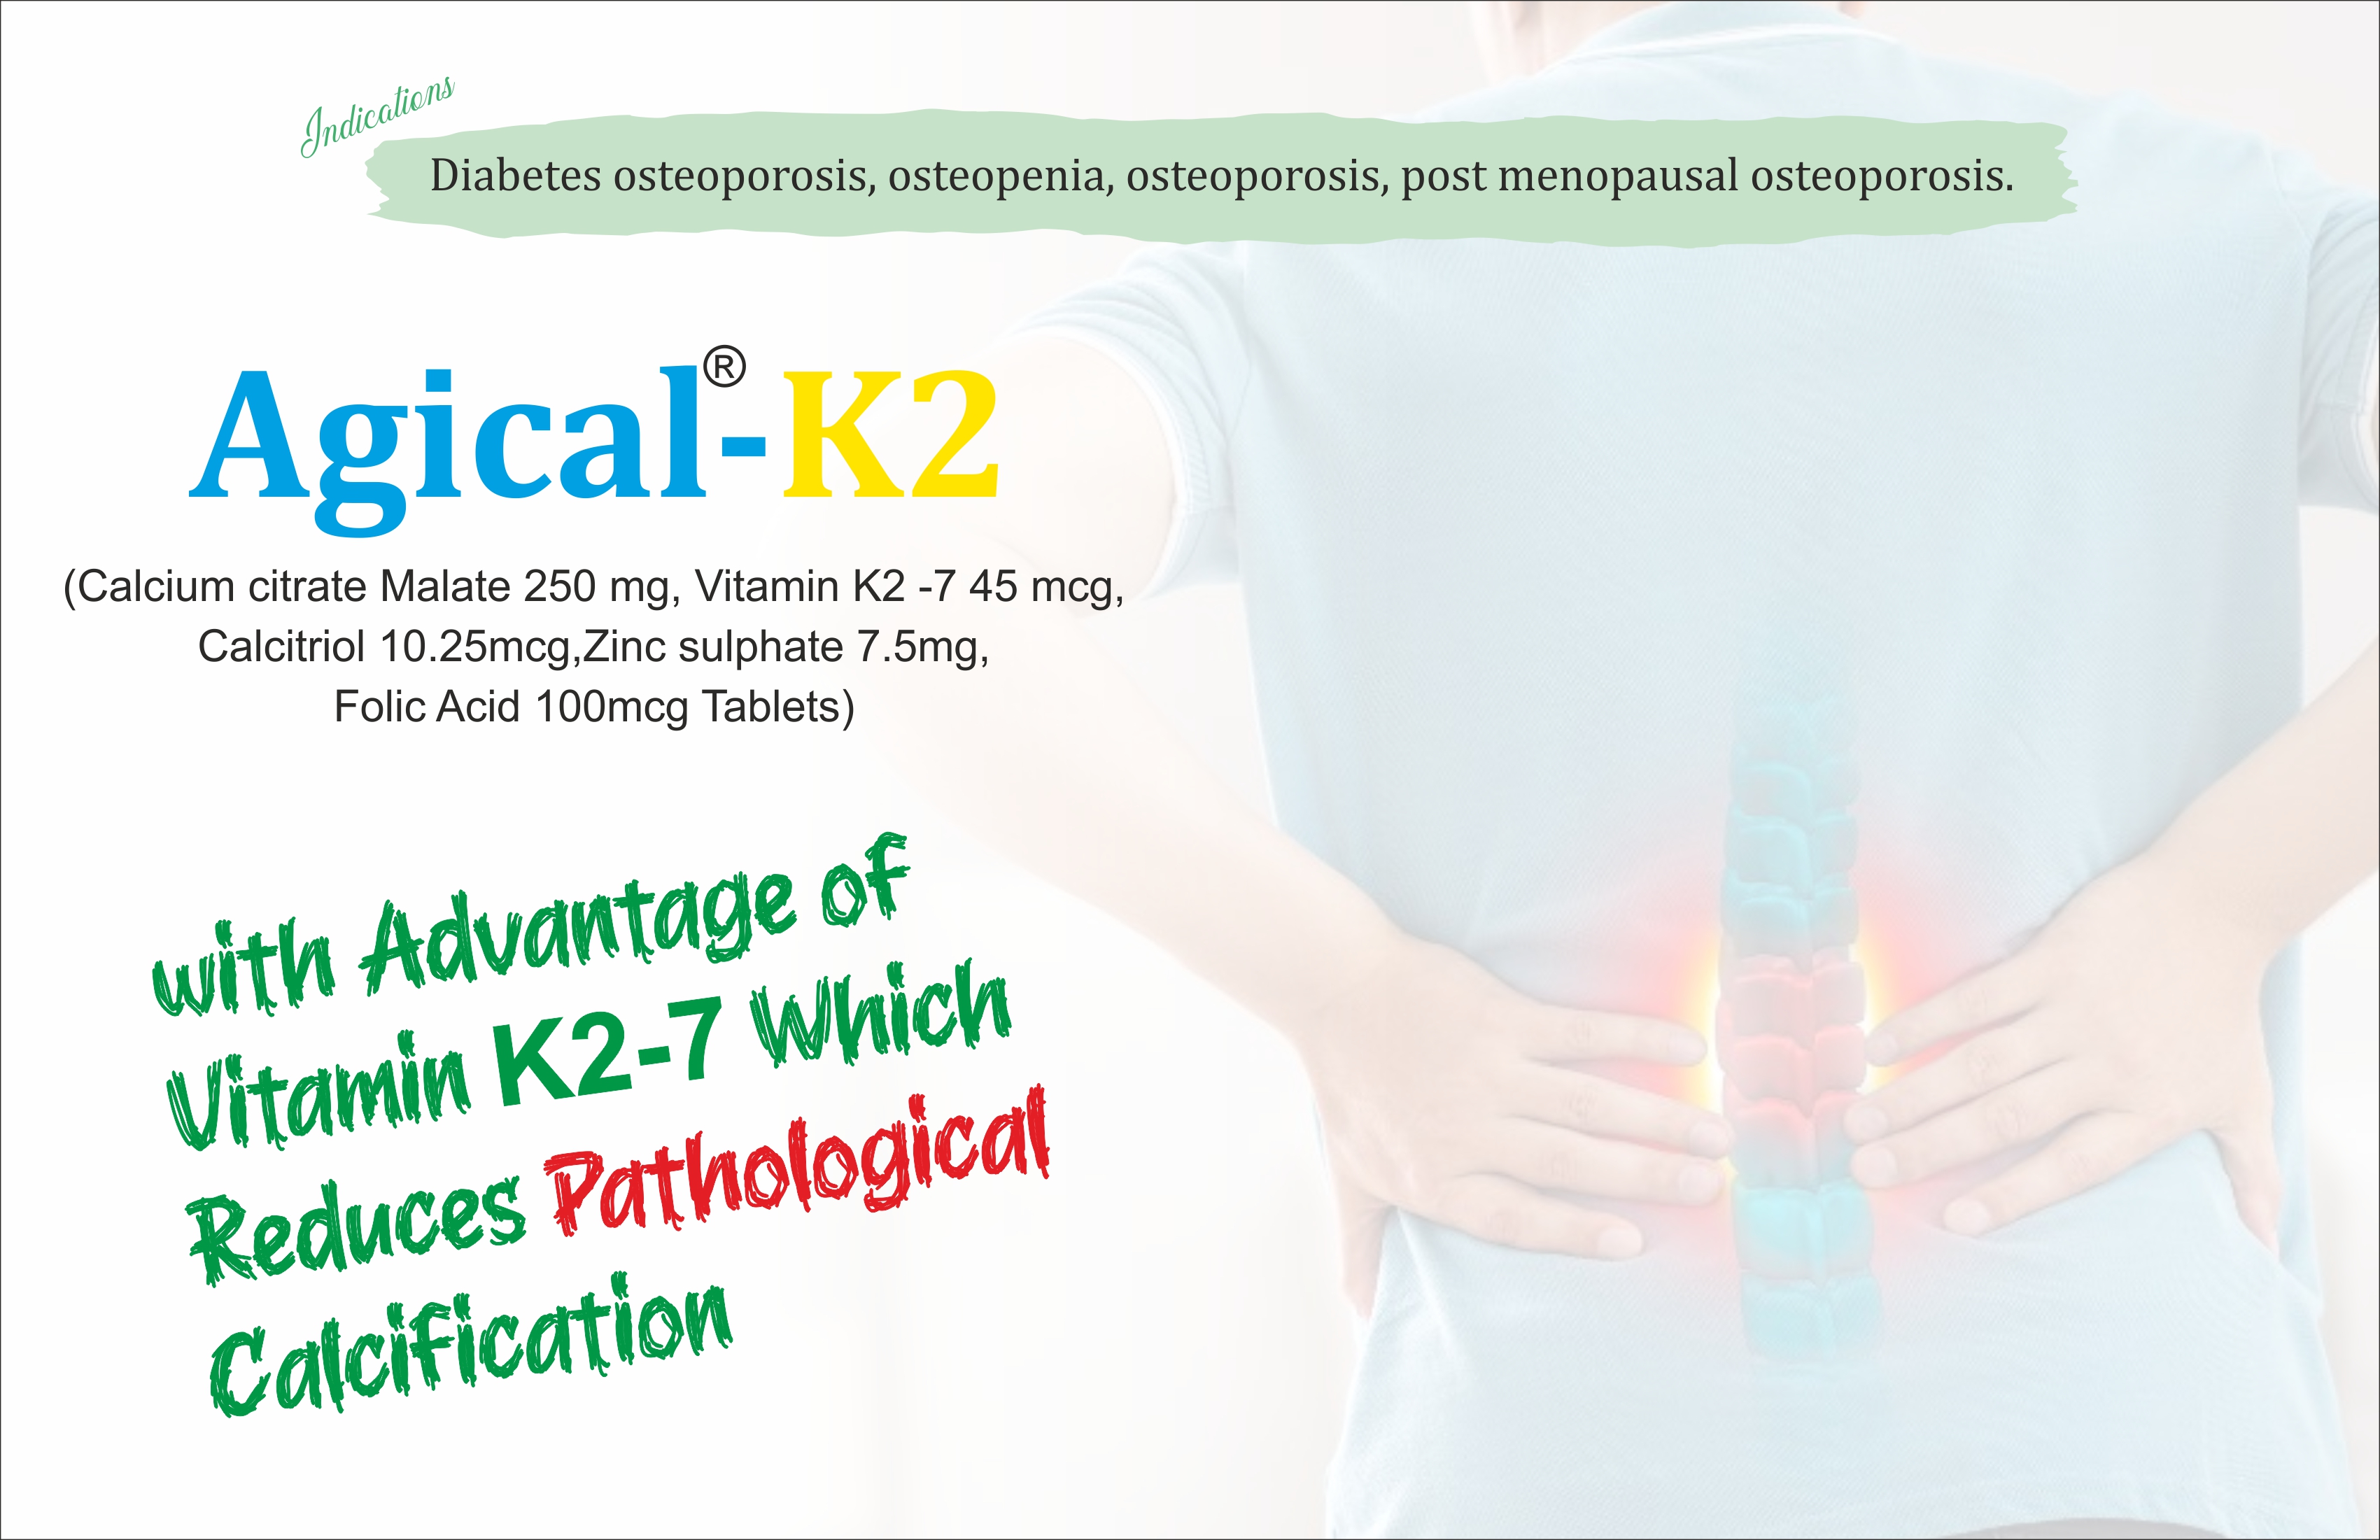 Indications
Diabetes osteoporosis, osteopenia, osteoporosis, post menopausal osteoporosis.
Agical®-K2
(Calcium citrate Malate 250 mg, Vitamin K2 -7 45 mcg,
Calcitriol 10.25mcg,Zinc sulphate 7.5mg,
Folic Acid 100mcg Tablets)
with Advantage of
Vitamin K2-7 Which
Reduces Pathological
Calcification